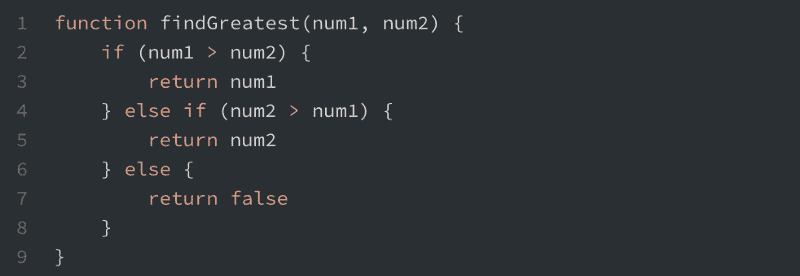 1 function findGreatest(num1, num2) {
2     if (num1 > num2) {
3         return num1
4     } else if (num2 > num1) {
5         return num2
6     } else {
7         return false
8     }
9 }